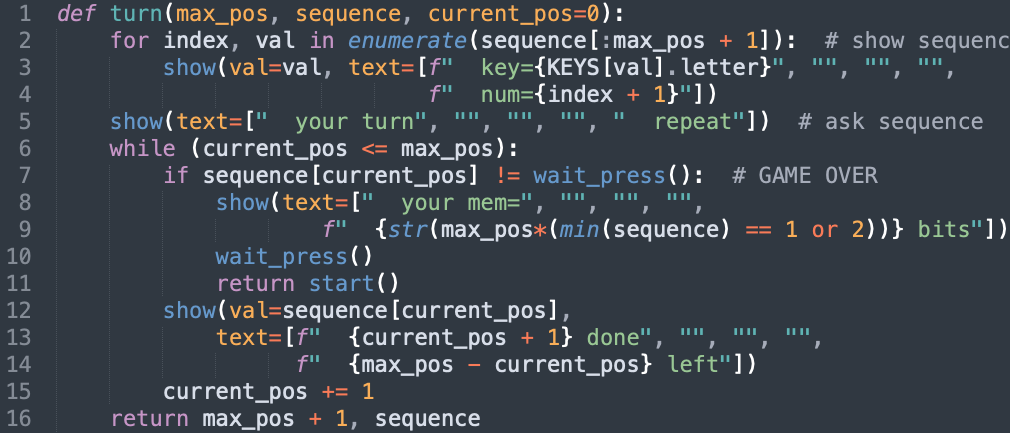 1 def turn(max_pos, sequence, current_pos=0):
2     for index, val in enumerate(sequence[:max_pos + 1]):  # show sequenc
3         show(val=val, text=[f"  key={KEYS[val].letter}", "", "", "",
4                             f"  num={index + 1}"])
5     show(text=["  your turn", "", "", "", "  repeat"])  # ask sequence
6     while (current_pos <= max_pos):
7         if sequence[current_pos] != wait_press():  # GAME OVER
8             show(text=["  your mem=", "", "", "",
9                     f"  {str(max_pos*(min(sequence) == 1 or 2))} bits"])
10             wait_press()
11             return start()
12         show(val=sequence[current_pos],
13             text=[f"  {current_pos + 1} done", "", "", "",
14                   f"  {max_pos - current_pos} left"])
15         current_pos += 1
16     return max_pos + 1, sequence